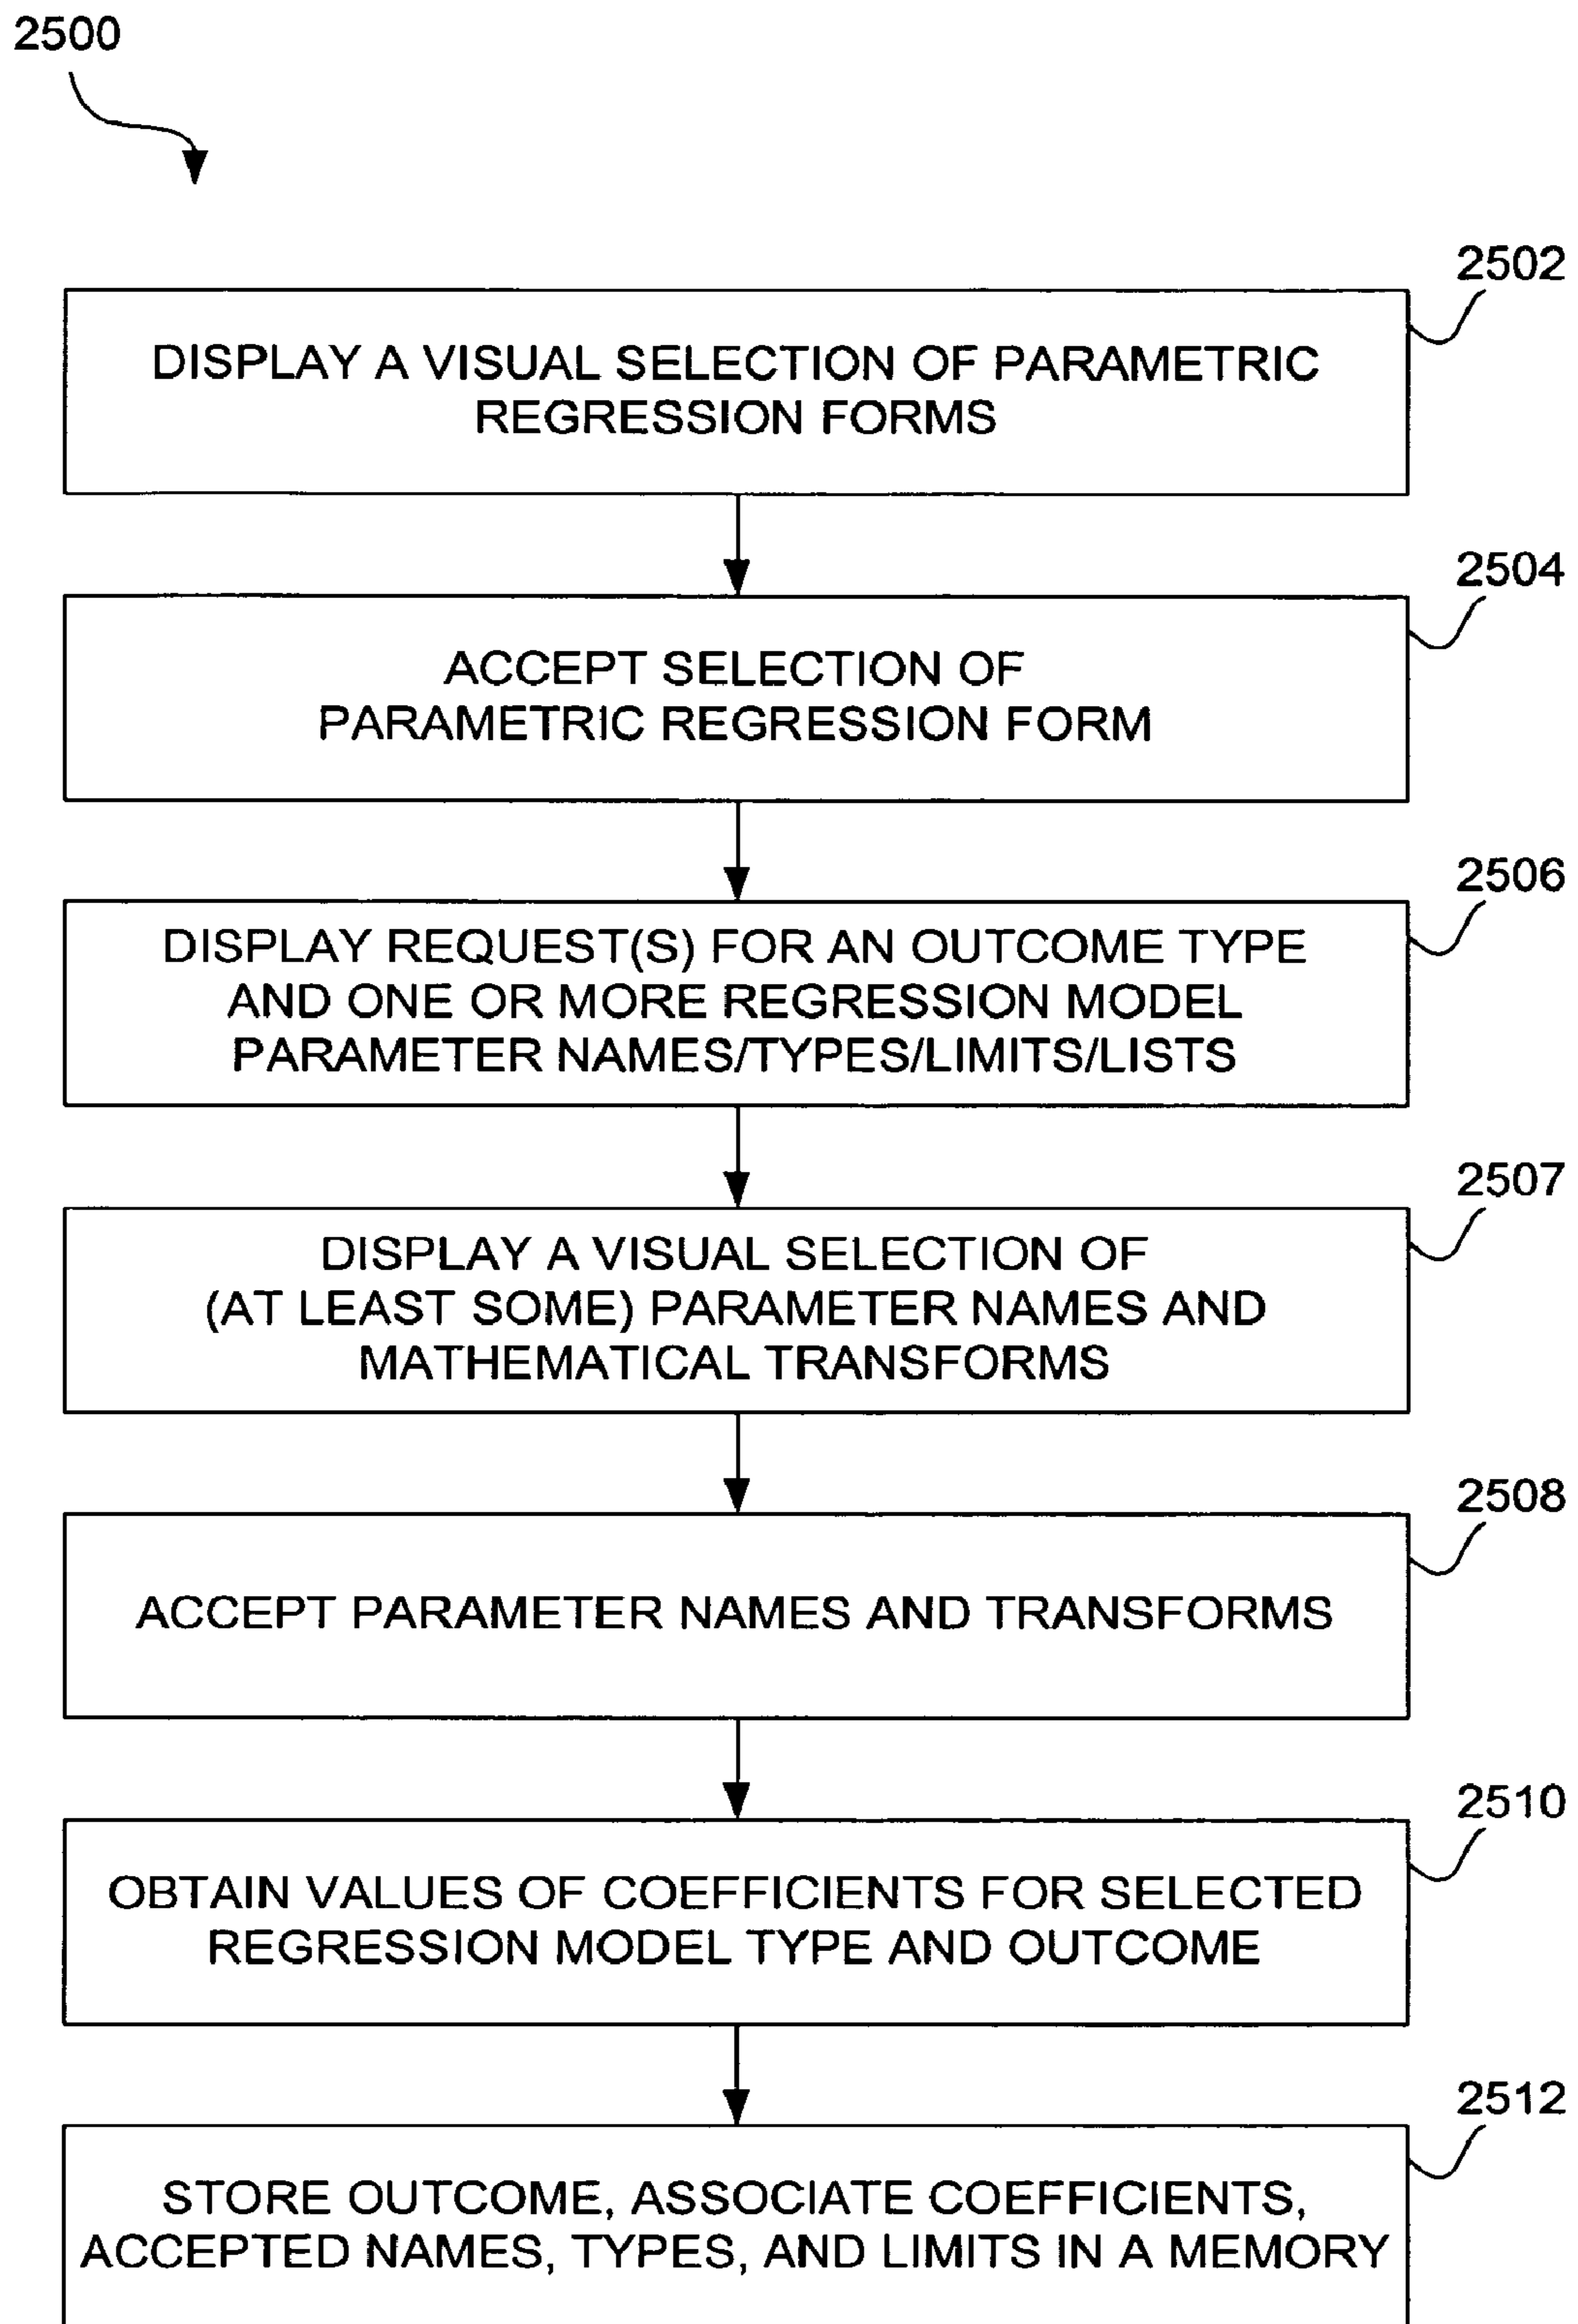 2500
2502
DISPLAY A VISUAL SELECTION OF PARAMETRIC
REGRESSION FORMS
2504
ACCEPT SELECTION OF
PARAMETRIC REGRESSION FORM
2506
DISPLAY REQUEST(S) FOR AN OUTCOME TYPE
AND ONE OR MORE REGRESSION MODEL
PARAMETER NAMES/TYPES/LIMITS/LISTS
2507
DISPLAY A VISUAL SELECTION OF
(AT LEAST SOME) PARAMETER NAMES AND
MATHEMATICAL TRANSFORMS
2508
ACCEPT PARAMETER NAMES AND TRANSFORMS
2510
OBTAIN VALUES OF COEFFICIENTS FOR SELECTED
REGRESSION MODEL TYPE AND OUTCOME
2512
STORE OUTCOME, ASSOCIATE COEFFICIENTS,
ACCEPTED NAMES, TYPES, AND LIMITS IN A MEMORY